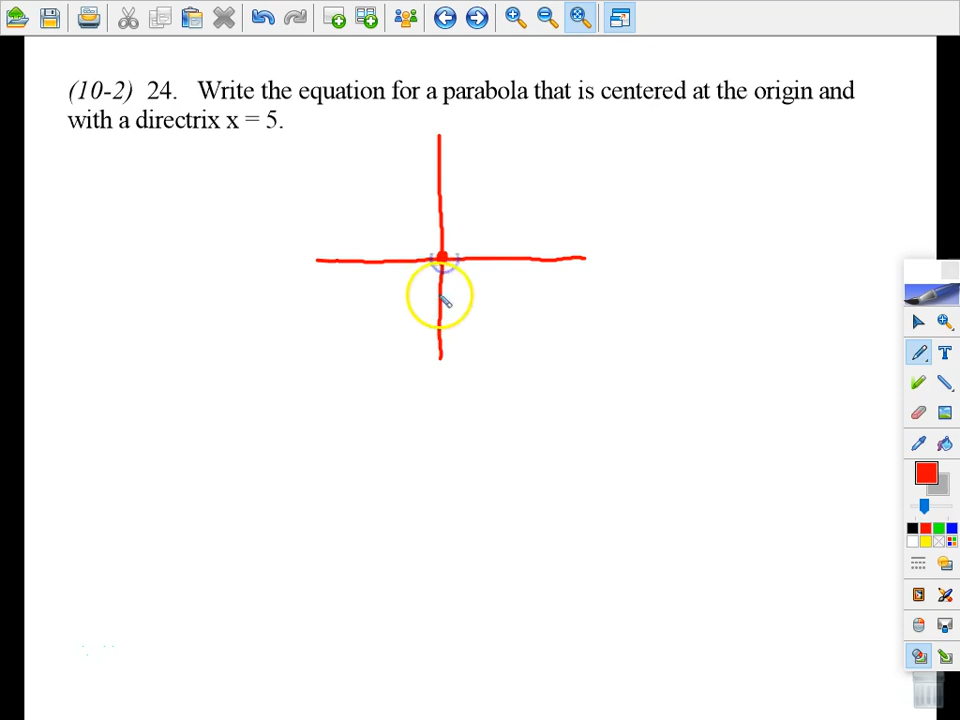 (10-2) 24. Write the equation for a parabola that is centered at the origin and
with a directrix x = 5.
T